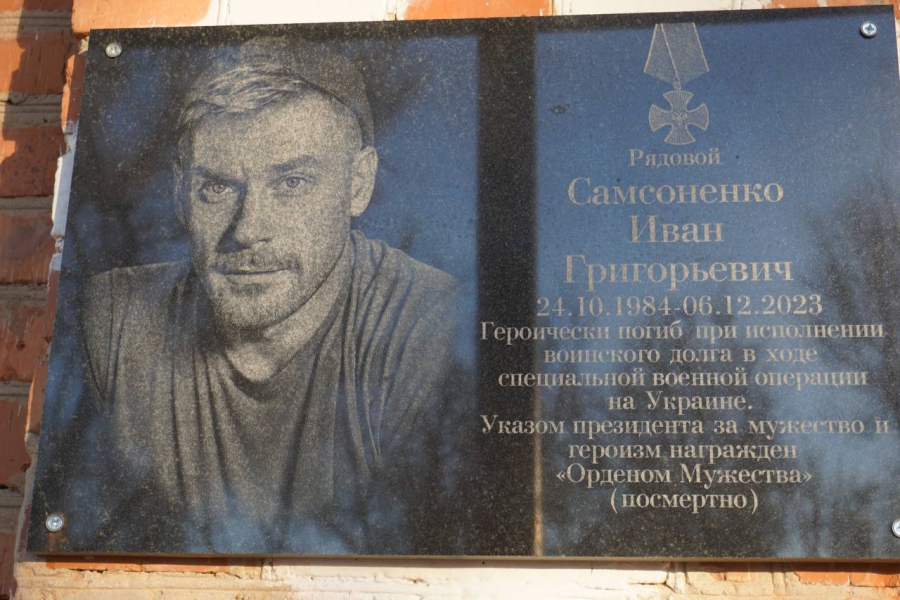 Рядовой
Самсоненко
Иван
Григорьевич
24.10.1984-06.12.2023
Героически погиб при исполнении
воинского долга в ходе
специальной военной операции
на Украине.
Указом президента за мужество и
героизм награжден
«Орденом Мужества»
(посмертно)